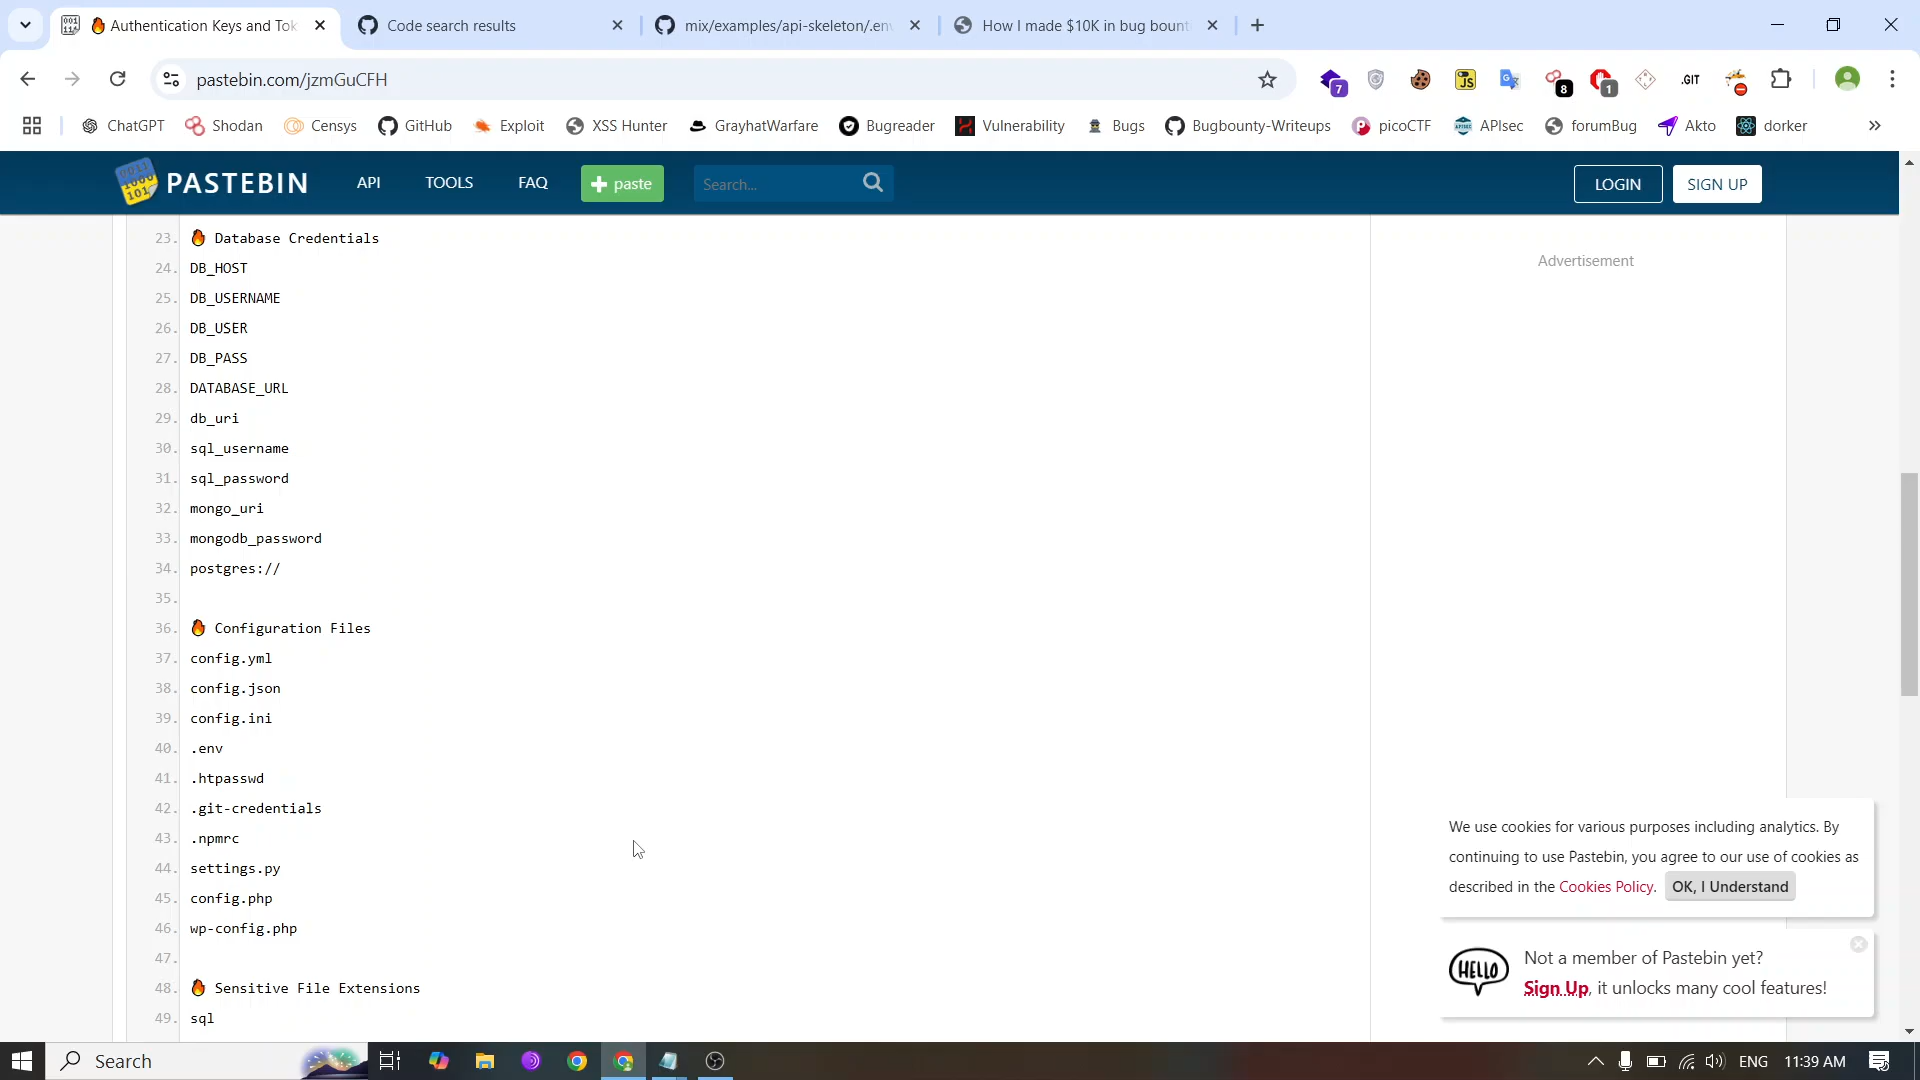 Authentication Keys and Tok
Code search results
mix/examples/api-skeleton/.env
How I made $10K in bug bount
pastebin.com/jzmGuCFH
7
JS
8
1
.GIT
ChatGPT
Shodan
Censys
GitHub
Exploit
XSS Hunter
GrayhatWarfare
Bugreader
Vulnerability
Bugs
Bugbounty-Writeups
picoCTF
APIsec
forumBug
Akto
dorker
PASTEBIN
API
TOOLS
FAQ
+ paste
Search...
LOGIN
SIGN UP
23. 🔥 Database Credentials
24. DB_HOST
25. DB_USERNAME
26. DB_USER
27. DB_PASS
28. DATABASE_URL
29. db_uri
30. sql_username
31. sql_password
32. mongo_uri
33. mongodb_password
34. postgres://
35.
36. 🔥 Configuration Files
37. config.yml
38. config.json
39. config.ini
40. .env
41. .htpasswd
42. .git-credentials
43. .npmrc
44. settings.py
45. config.php
46. wp-config.php
47.
48. 🔥 Sensitive File Extensions
49. sql
Advertisement
We use cookies for various purposes including analytics. By
continuing to use Pastebin, you agree to our use of cookies as
described in the Cookies Policy. OK, I Understand
HELLO
Not a member of Pastebin yet?
Sign Up, it unlocks many cool features!
Search
ENG
11:39 AM